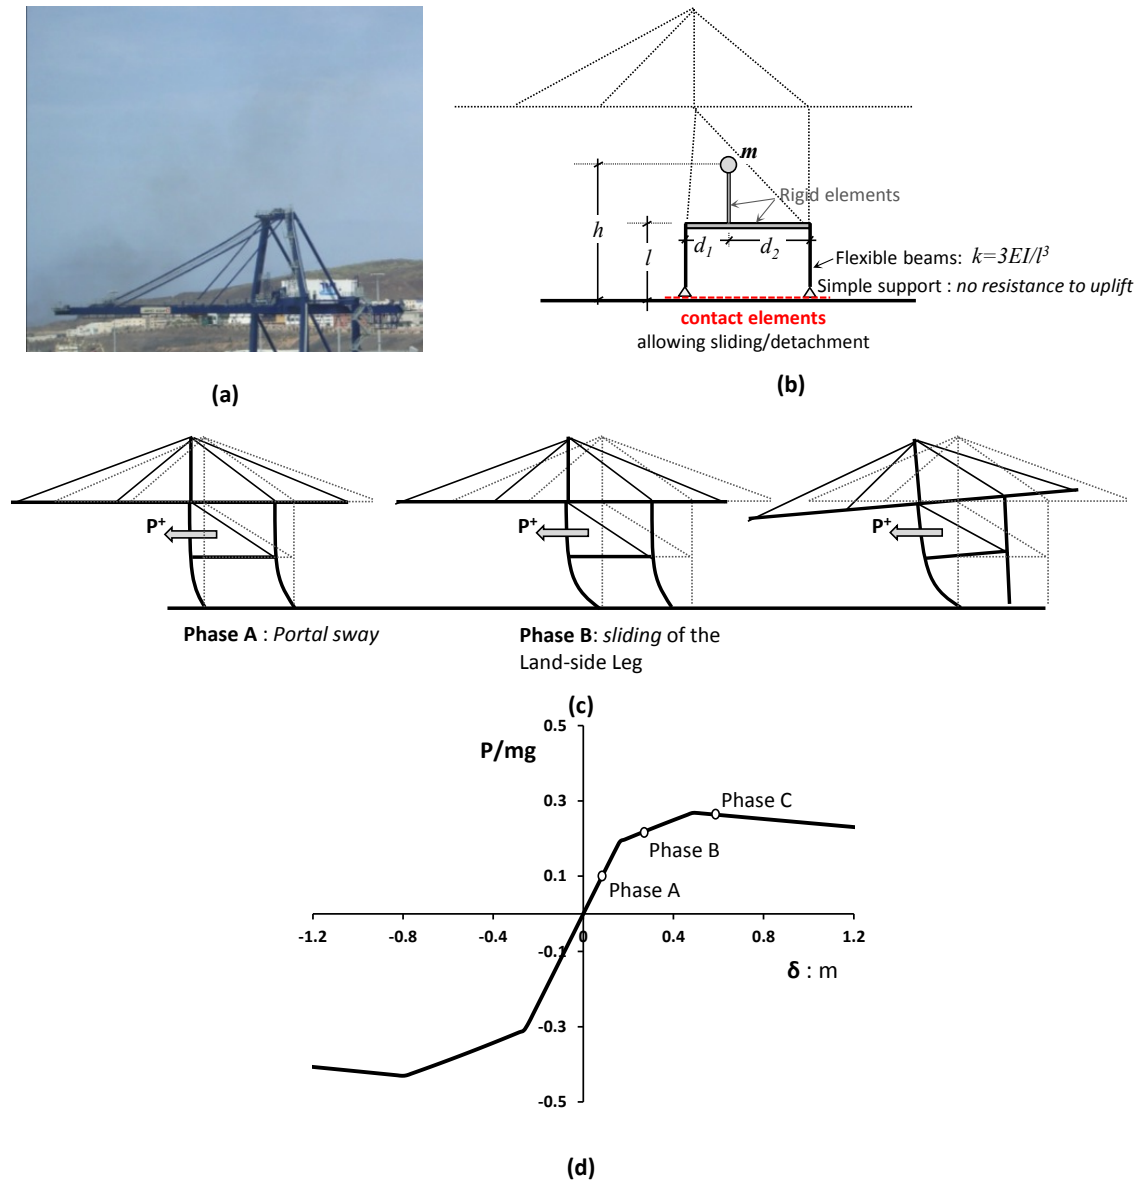 (a)
m
Rigid elements
h
l
d1
d2
Flexible beams: k=3EI/l³
Simple support : no resistance to uplift
contact elements
allowing sliding/detachment
(b)
P⁺
P⁺
P⁺
Phase A : Portal sway
Phase B: sliding of the
Land-side Leg
(c)
P/mg
0.5
0.3
Phase C
Phase B
0.1
Phase A
-1.2
-0.8
-0.4
0
0.4
0.8
1.2
-0.1
δ : m
-0.3
-0.5
(d)